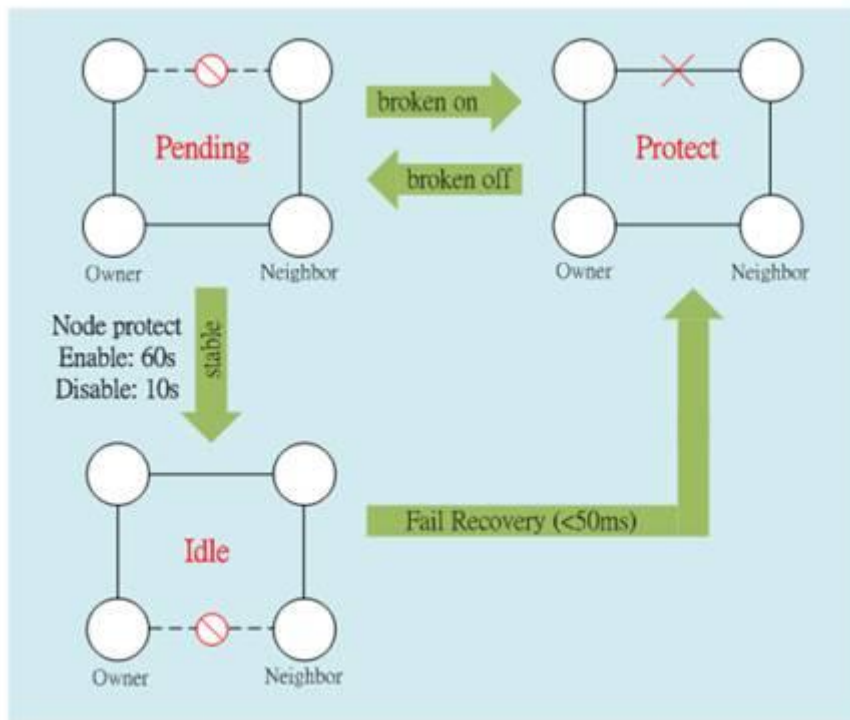 broken on
Pending
Protect
broken off
Owner
Neighbor
Owner
Neighbor
Node protect
Enable: 60s
Disable: 10s
stable
Fail Recovery (<50ms)
Idle
Owner
Neighbor